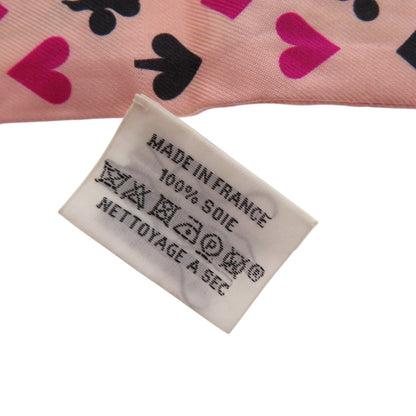 MADE IN FRANCE
100% SOIE
P W ®
NETTOYAGE A SEC